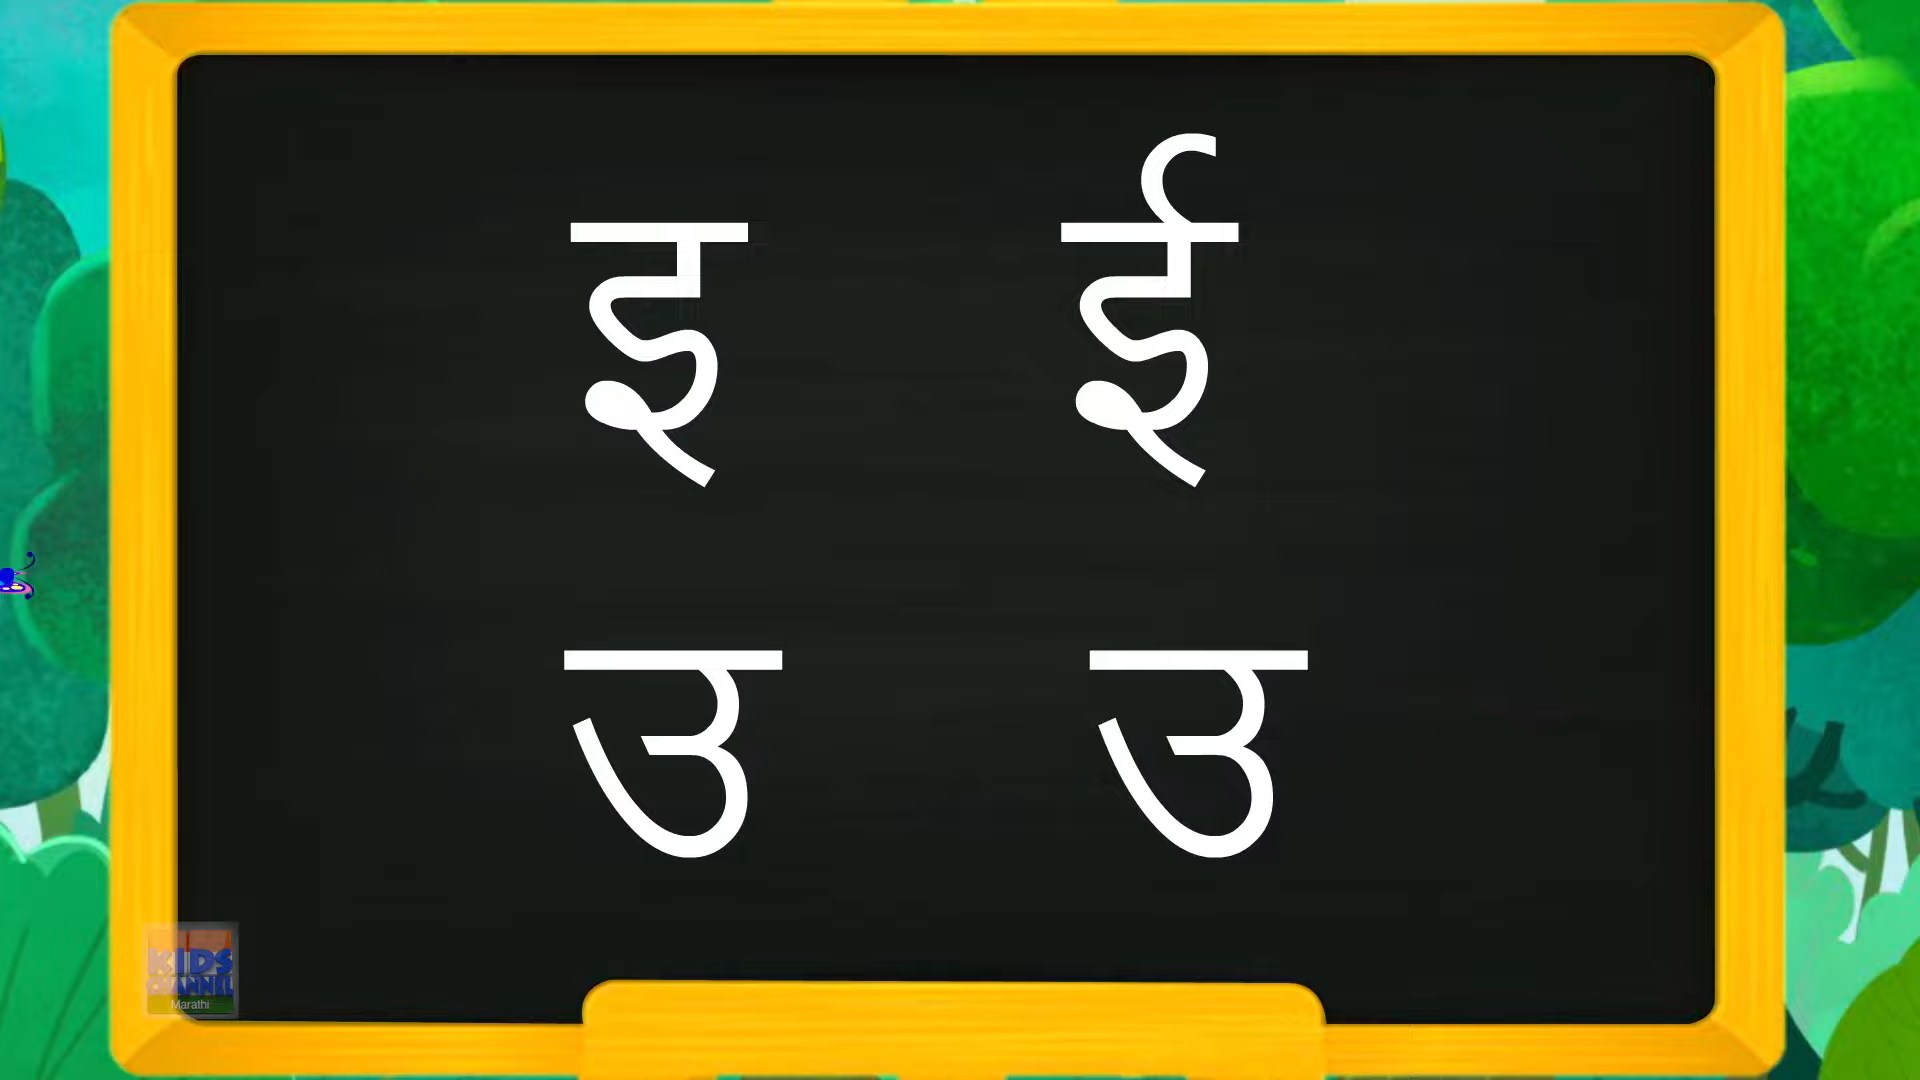 इ ई
उ उ
KIDS
CHANNEL
Marathi